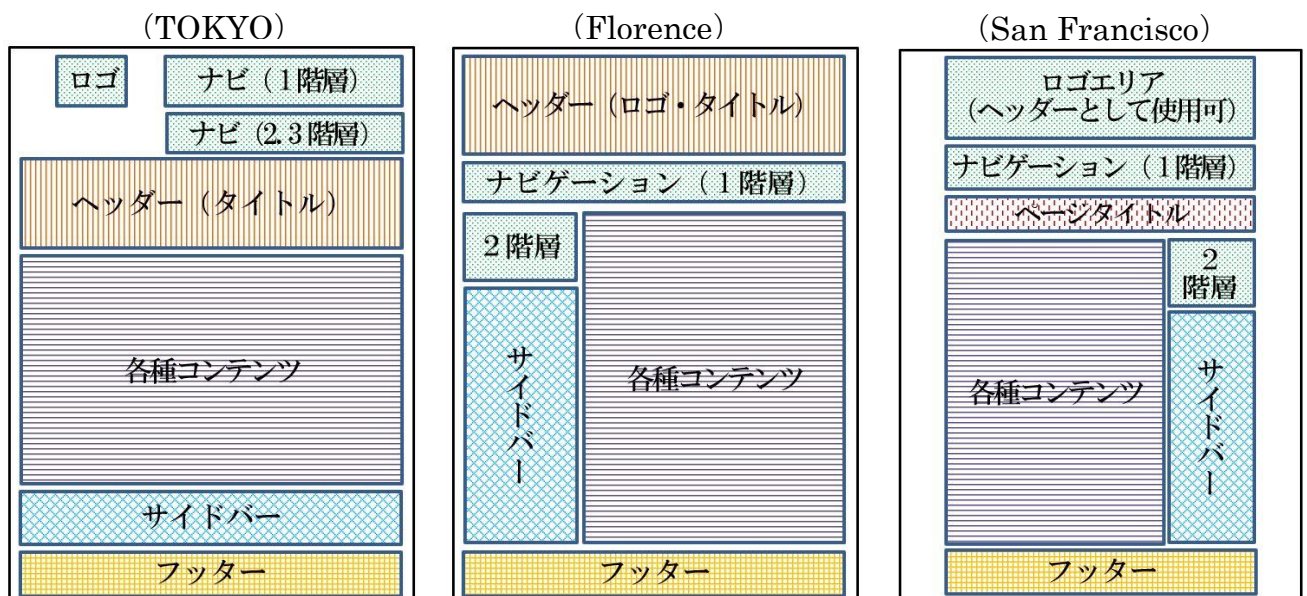 (TOKYO)
ロゴ
ナビ(1階層)
ナビ(2.3階層)
ヘッダー(タイトル)
各種コンテンツ
サイドバー
フッター
(Florence)
ヘッダー(ロゴ・タイトル)
ナビゲーション(1階層)
2階層
サイドバー
各種コンテンツ
フッター
(San Francisco)
ロゴエリア
(ヘッダーとして使用可)
ナビゲーション(1階層)
ページタイトル
各種コンテンツ
2
階層
サイドバー
フッター